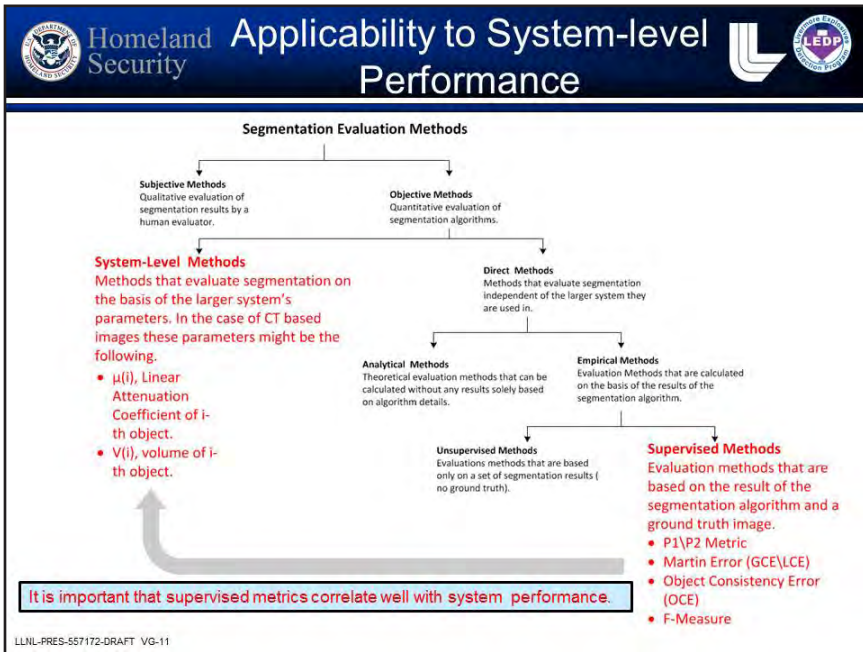 Homeland
Security
Applicability to System-level
Performance
U.S. DEPARTMENT OF
HOMELAND SECURITY
Livermore Explosives
Detection Program
LEDP
Segmentation Evaluation Methods
Subjective Methods
Qualitative evaluation of
segmentation results by a
human evaluator.
Objective Methods
Quantitative evaluation of
segmentation algorithms.
System-Level Methods
Methods that evaluate segmentation on
the basis of the larger system's
parameters. In the case of CT based
images these parameters might be the
following.
• μ(i), Linear
Attenuation
Coefficient of i-
th object.
• V(i), volume of i-
th object.
Direct Methods
Methods that evaluate segmentation
independent of the larger system they
are used in.
Analytical Methods
Theoretical evaluation methods that can be
calculated without any results solely based
on algorithm details.
Empirical Methods
Evaluation Methods that are calculated
on the basis of the results of the
segmentation algorithm.
Unsupervised Methods
Evaluations methods that are based
only on a set of segmentation results (
no ground truth).
Supervised Methods
Evaluation methods that are
based on the result of the
segmentation algorithm and a
ground truth image.
• P1\P2 Metric
• Martin Error (GCE\LCE)
• Object Consistency Error
(OCE)
• F-Measure
It is important that supervised metrics correlate well with system performance.
LLNL-PRES-557172-DRAFT VG-11